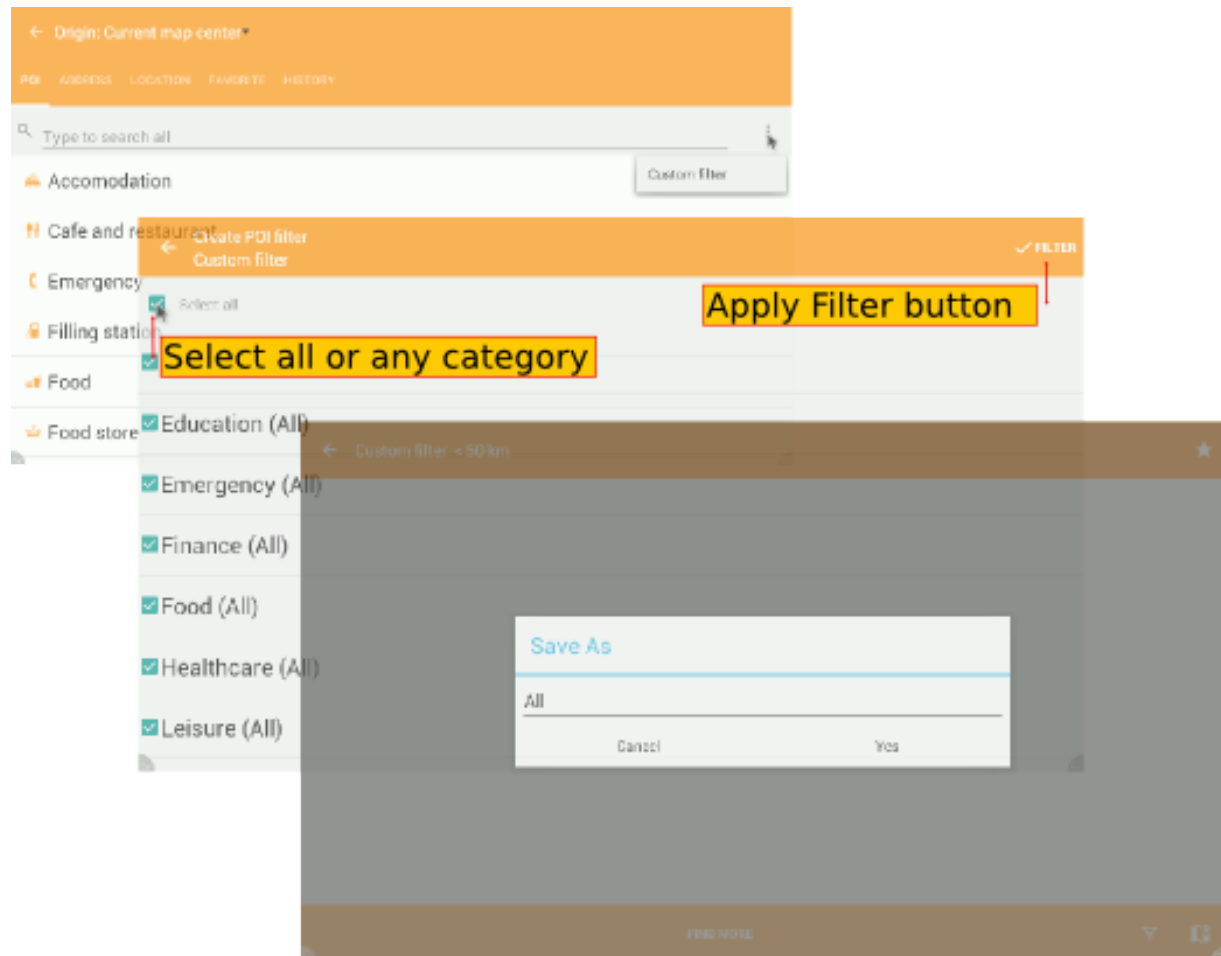 Origin: Current map center
POI ADDRESS LOCATION FAVORITE HISTORY
Type to search all
Custom filter
Accomodation
Cafe and restaurant
Emergency
Filling station
Food
Food store
Create POI filter
Custom filter
FILTER
Select all
Apply Filter button
Select all or any category
Education (All)
Emergency (All)
Finance (All)
Food (All)
Healthcare (All)
Leisure (All)
Custom filter < 50 km
Save As
All
Cancel Yes
FIND MORE